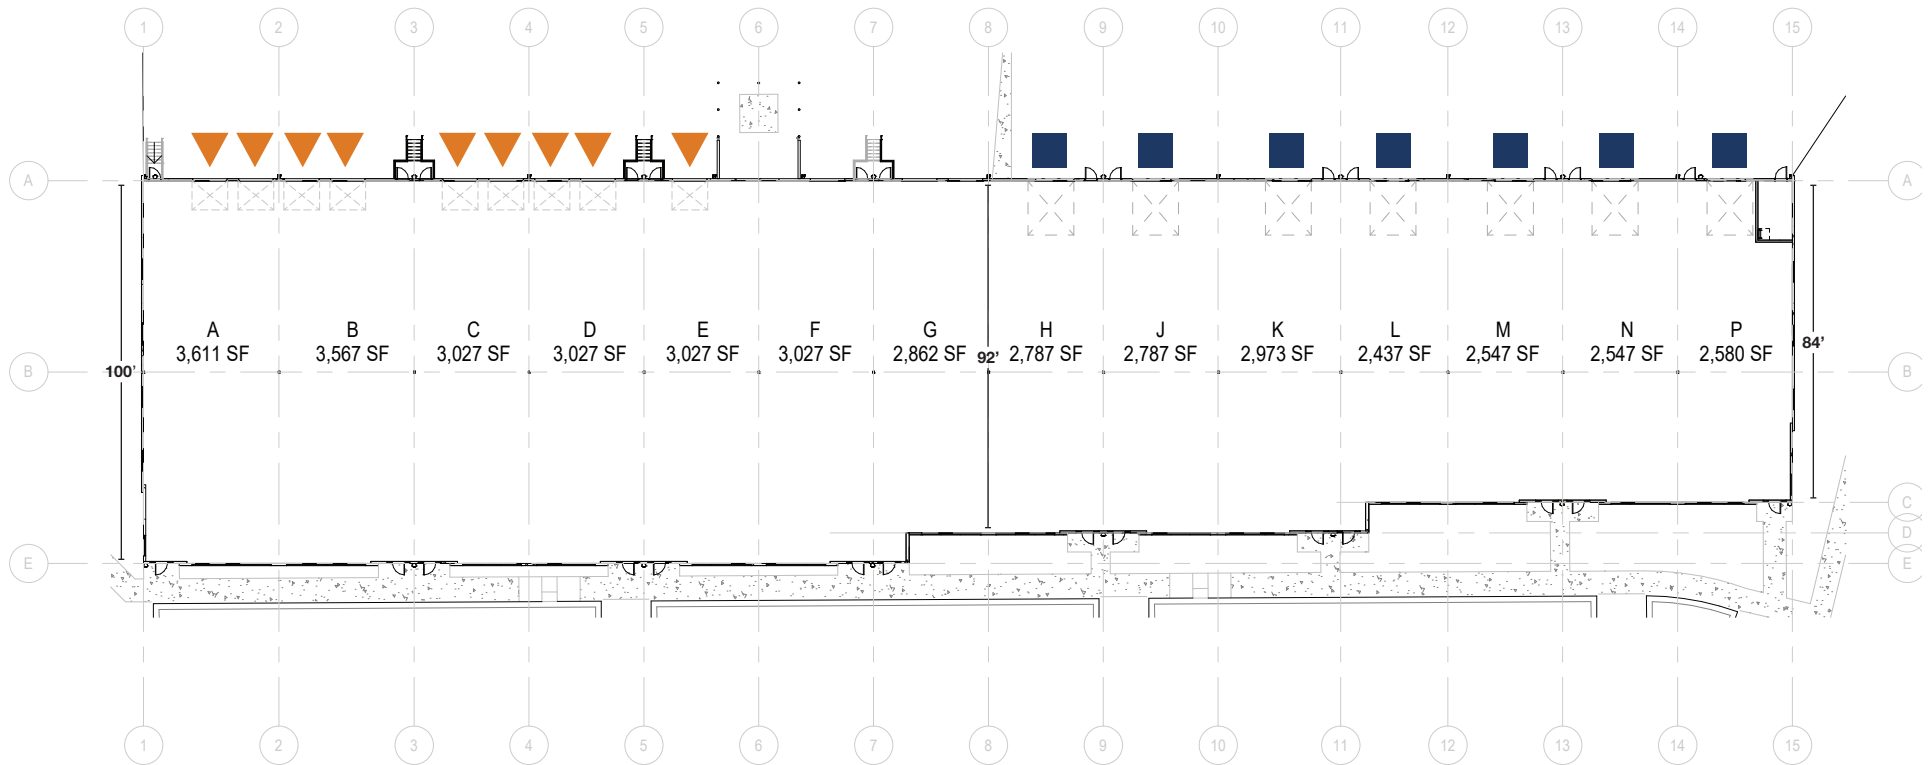 1 2 3 4 5 6 7 8 9 10 11 12 13 14 15
A A
A B C D E F G H J K L M N P
3,611 SF 3,567 SF 3,027 SF 3,027 SF 3,027 SF 3,027 SF 2,862 SF 2,787 SF 2,787 SF 2,973 SF 2,437 SF 2,547 SF 2,547 SF 2,580 SF
100' 92' 84'
B B
C
D
E E
1 2 3 4 5 6 7 8 9 10 11 12 13 14 15